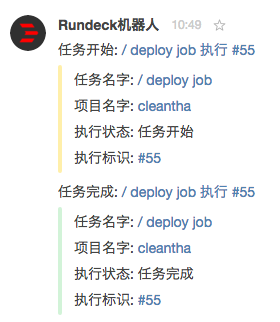 Rundeck机器人 10:49
任务开始: / deploy job 执行 #55
任务名字: / deploy job
项目名字: cleantha
执行状态: 任务开始
执行标识: #55
任务完成: / deploy job 执行 #55
任务名字: / deploy job
项目名字: cleantha
执行状态: 任务完成
执行标识: #55